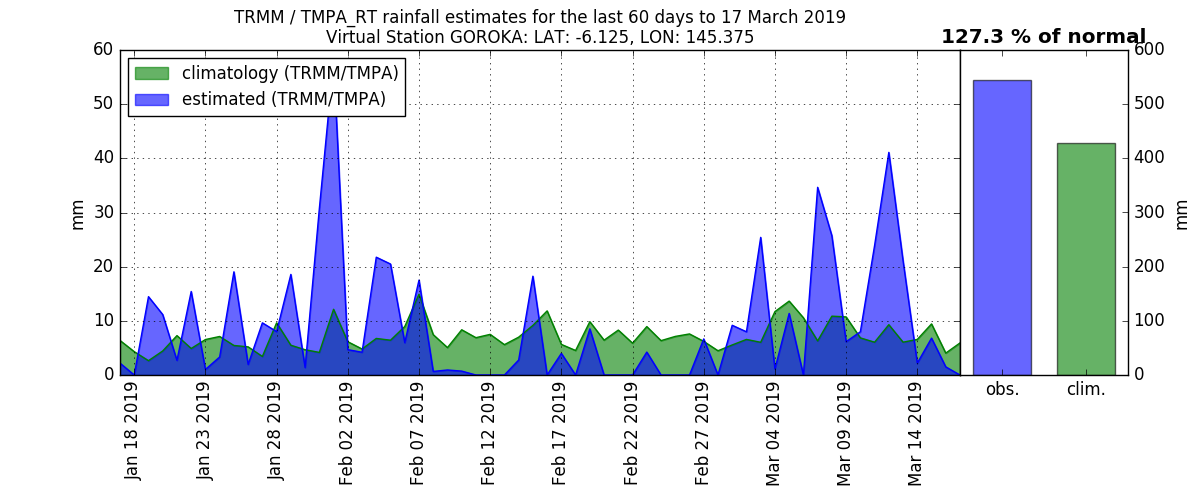 TRMM / TMPA_RT rainfall estimates for the last 60 days to 17 March 2019
Virtual Station GOROKA: LAT: -6.125, LON: 145.375
127.3 % of normal
climatology (TRMM/TMPA)
estimated (TRMM/TMPA)
60
50
40
30
20
10
0
mm
Jan 18 2019
Jan 23 2019
Jan 28 2019
Feb 02 2019
Feb 07 2019
Feb 12 2019
Feb 17 2019
Feb 22 2019
Feb 27 2019
Mar 04 2019
Mar 09 2019
Mar 14 2019
obs.
clim.
600
500
400
300
200
100
0
mm